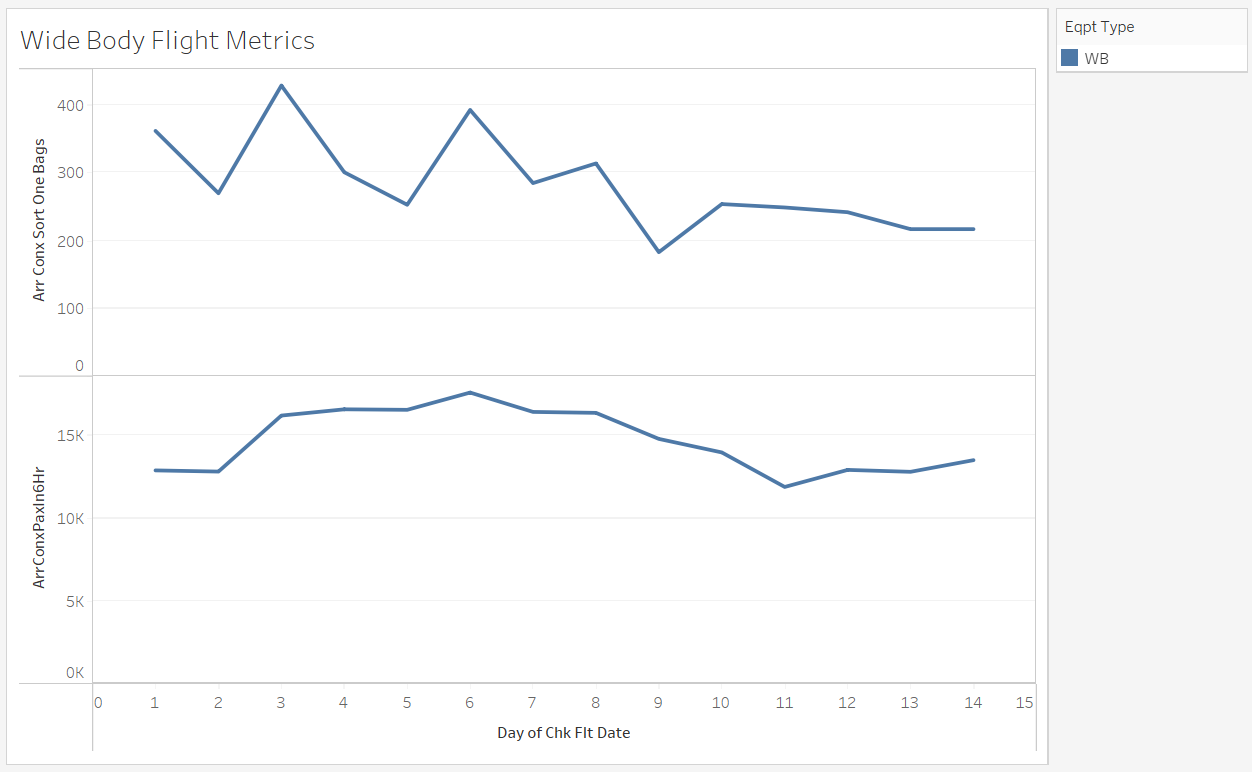 Wide Body Flight Metrics
Eqpt Type
WB
Arr Conx Sort One Bags
400
300
200
100
0
ArrConxPaxIn6Hr
15K
10K
5K
0K
0 1 2 3 4 5 6 7 8 9 10 11 12 13 14 15
Day of Chk Flt Date